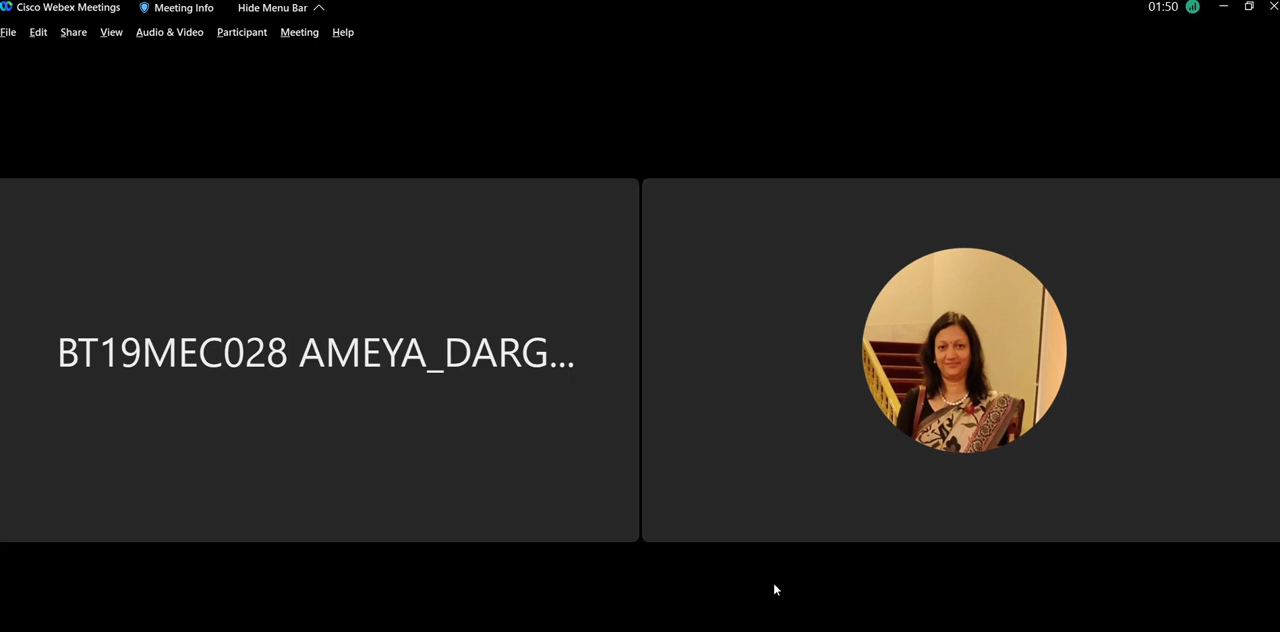 Cisco Webex Meetings Meeting Info Hide Menu Bar 01:50
File Edit Share View Audio & Video Participant Meeting Help
BT19MEC028 AMEYA_DARG...